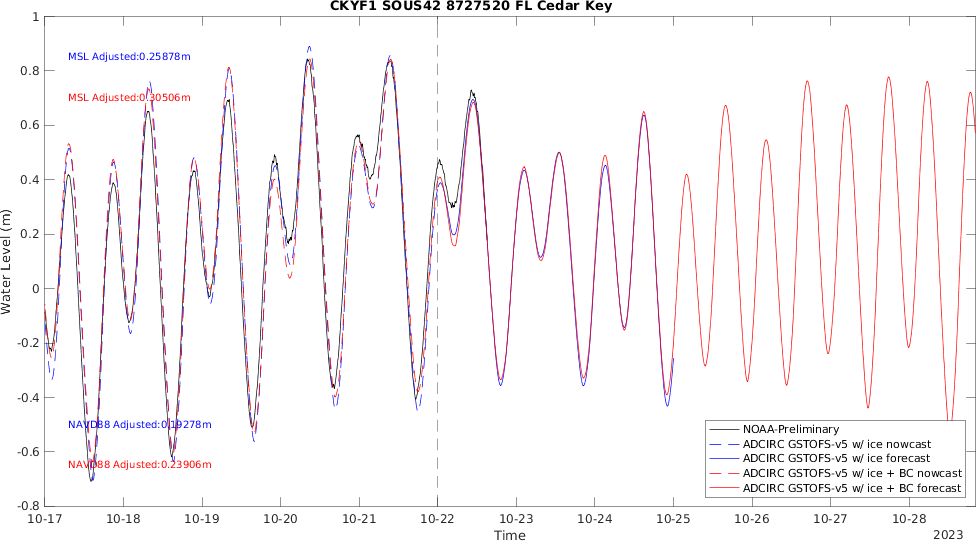 CKYF1 SOUS42 8727520 FL Cedar Key
1
0.8
0.6
0.4
0.2
0
-0.2
-0.4
-0.6
-0.8
Water Level (m)
MSL Adjusted:0.25878m
MSL Adjusted:0.30506m
NAVD88 Adjusted:0.19278m
NAVD88 Adjusted:0.23906m
NOAA-Preliminary
ADCIRC GSTOFS-v5 w/ ice nowcast
ADCIRC GSTOFS-v5 w/ ice forecast
ADCIRC GSTOFS-v5 w/ ice + BC nowcast
ADCIRC GSTOFS-v5 w/ ice + BC forecast
10-17 10-18 10-19 10-20 10-21 10-22 10-23 10-24 10-25 10-26 10-27 10-28
Time
2023